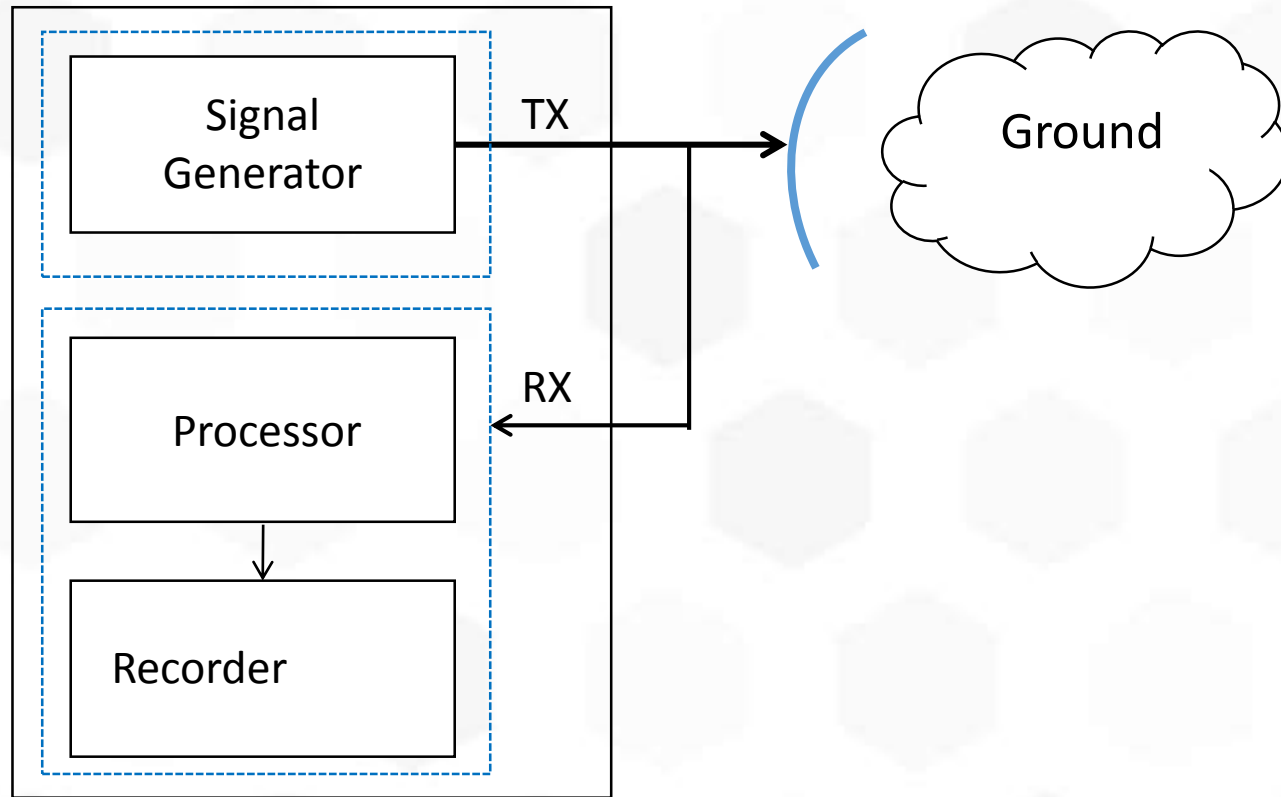 Signal
Generator
TX
Ground
RX
Processor
Recorder